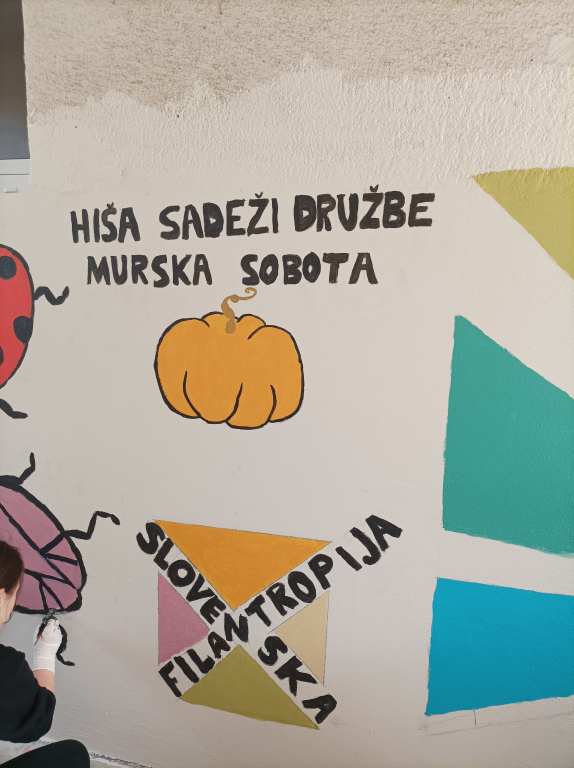 HIŠA SADEŽI DRUŽBE
MURSKA SOBOTA
SLOVENSKA
FILANTROPIJA